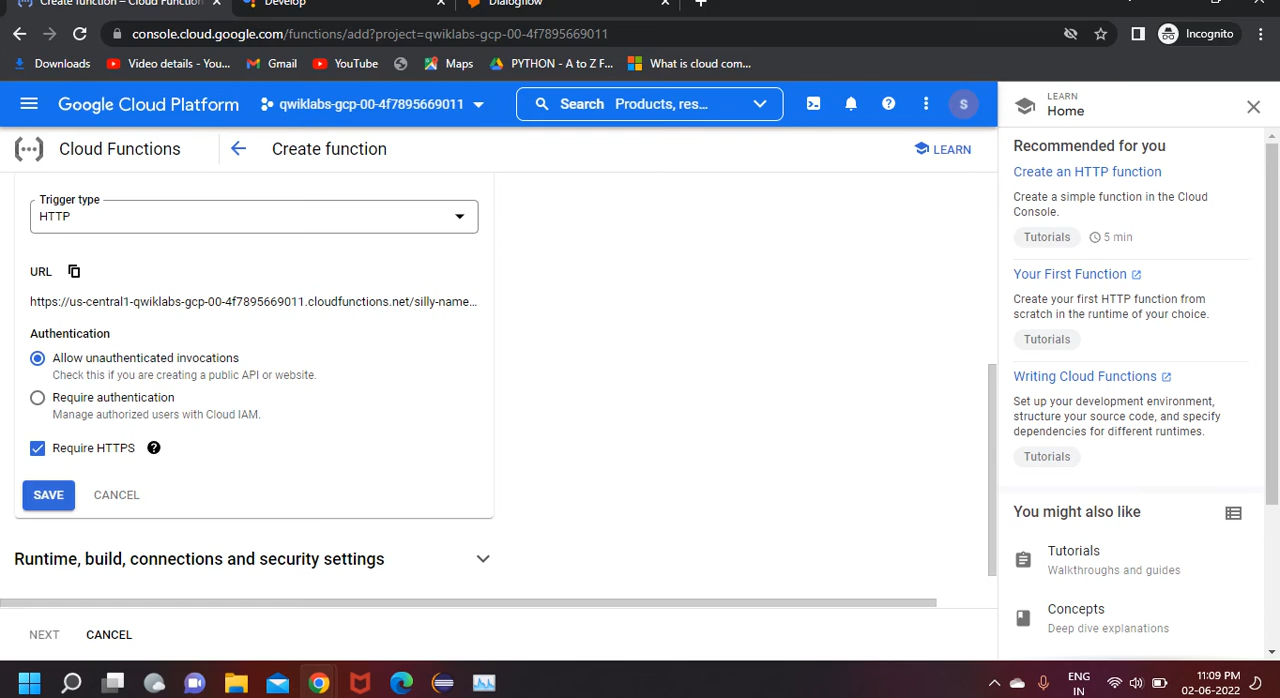 Create function – Cloud Function
Develop
Dialogflow
console.cloud.google.com/functions/add?project=qwiklabs-gcp-00-4f7895669011
Incognito
Downloads
Video details - You...
Gmail
YouTube
Maps
PYTHON - A to Z F...
What is cloud com...
Google Cloud Platform
qwiklabs-gcp-00-4f7895669011
Search Products, res...
S
LEARN
Home
Cloud Functions
Create function
LEARN
Trigger type
HTTP
URL
https://us-central1-qwiklabs-gcp-00-4f7895669011.cloudfunctions.net/silly-name...
Authentication
Allow unauthenticated invocations
Check this if you are creating a public API or website.
Require authentication
Manage authorized users with Cloud IAM.
Require HTTPS
SAVE
CANCEL
Runtime, build, connections and security settings
NEXT
CANCEL
Recommended for you
Create an HTTP function
Create a simple function in the Cloud
Console.
Tutorials
5 min
Your First Function
Create your first HTTP function from
scratch in the runtime of your choice.
Tutorials
Writing Cloud Functions
Set up your development environment,
structure your source code, and specify
dependencies for different runtimes.
Tutorials
You might also like
Tutorials
Walkthroughs and guides
Concepts
Deep dive explanations
ENG
IN
11:09 PM
02-06-2022